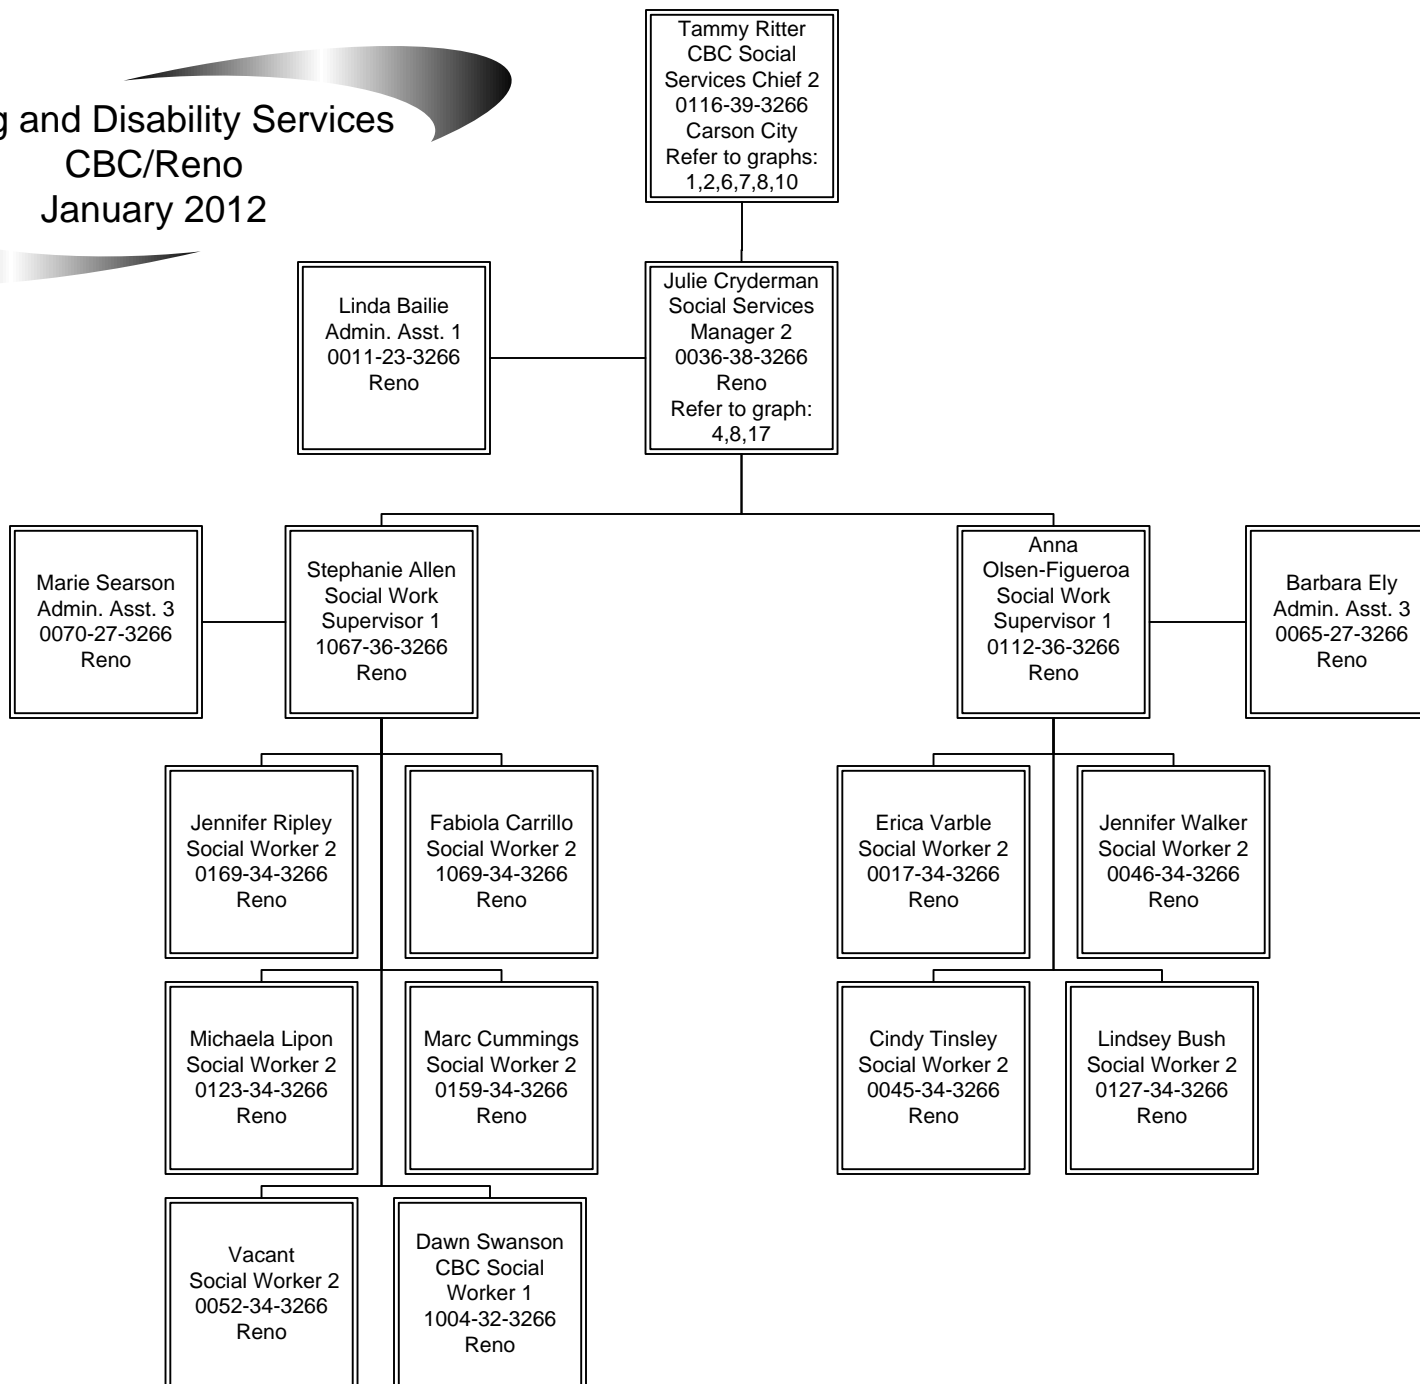 Tammy Ritter
CBC Social
Services Chief 2
0116-39-3266
Carson City
Refer to graphs:
1,2,6,7,8,10
and Disability Services
CBC/Reno
January 2012
Linda Bailie
Admin. Asst. 1
0011-23-3266
Reno
Julie Cryderman
Social Services
Manager 2
0036-38-3266
Reno
Refer to graph:
4,8,17
Marie Searson
Admin. Asst. 3
0070-27-3266
Reno
Stephanie Allen
Social Work
Supervisor 1
1067-36-3266
Reno
Anna
Olsen-Figueroa
Social Work
Supervisor 1
0112-36-3266
Reno
Barbara Ely
Admin. Asst. 3
0065-27-3266
Reno
Jennifer Ripley
Social Worker 2
0169-34-3266
Reno
Fabiola Carrillo
Social Worker 2
1069-34-3266
Reno
Erica Varble
Social Worker 2
0017-34-3266
Reno
Jennifer Walker
Social Worker 2
0046-34-3266
Reno
Michaela Lipon
Social Worker 2
0123-34-3266
Reno
Marc Cummings
Social Worker 2
0159-34-3266
Reno
Cindy Tinsley
Social Worker 2
0045-34-3266
Reno
Lindsey Bush
Social Worker 2
0127-34-3266
Reno
Vacant
Social Worker 2
0052-34-3266
Reno
Dawn Swanson
CBC Social
Worker 1
1004-32-3266
Reno